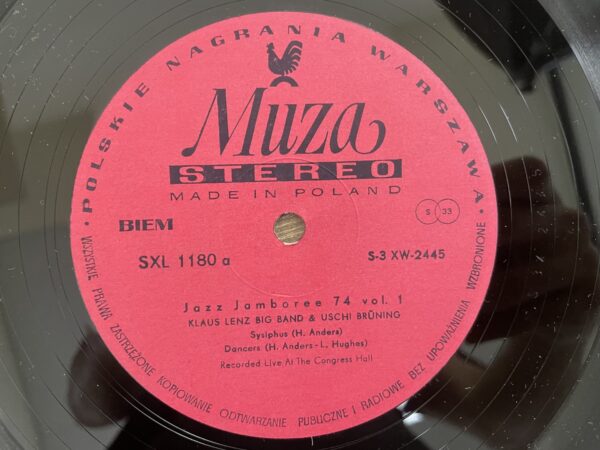 · POLSKIE NAGRANIA WARSZAWA ·
Muza
STEREO
MADE IN POLAND
BIEM
S 33
SXL 1180 a
S-3 XW-2445
Jazz Jamboree 74 vol. 1
KLAUS LENZ BIG BAND & USCHI BRÜNING
Sysiphus (H. Anders)
Dancers (H. Anders-L. Hughes)
Recorded Live At The Congress Hall
WSZYSTKIE PRAWA ZASTRZEŻONE KOPIOWANIE ODTWARZANIE PUBLICZNE I RADIOWE BEZ UPOWAŻNIENIA WZBRONIONE